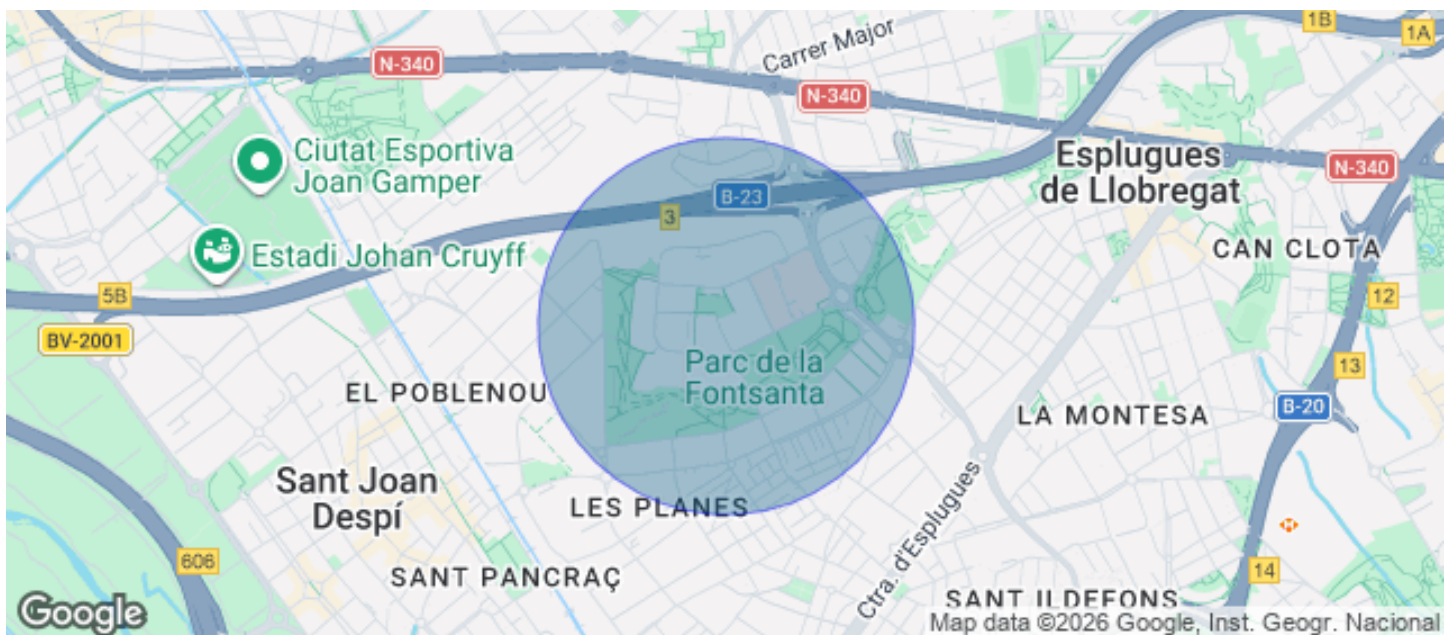 1B
1A
Carrer Major
N-340
N-340
Ciutat Esportiva
Joan Gamper
Esplugues
de Llobregat
N-340
B-23
3
Estadi Johan Cruyff
CAN CLOTA
5B
12
BV-2001
Parc de la
Fontsanta
13
EL POBLENOU
B-20
LA MONTESA
Sant Joan
Despí
LES PLANES
Ctra. d'Esplugues
606
SANT PANCRAÇ
14
SANT ILDEFONS
Google
Map data ©2026 Google, Inst. Geogr. Nacional